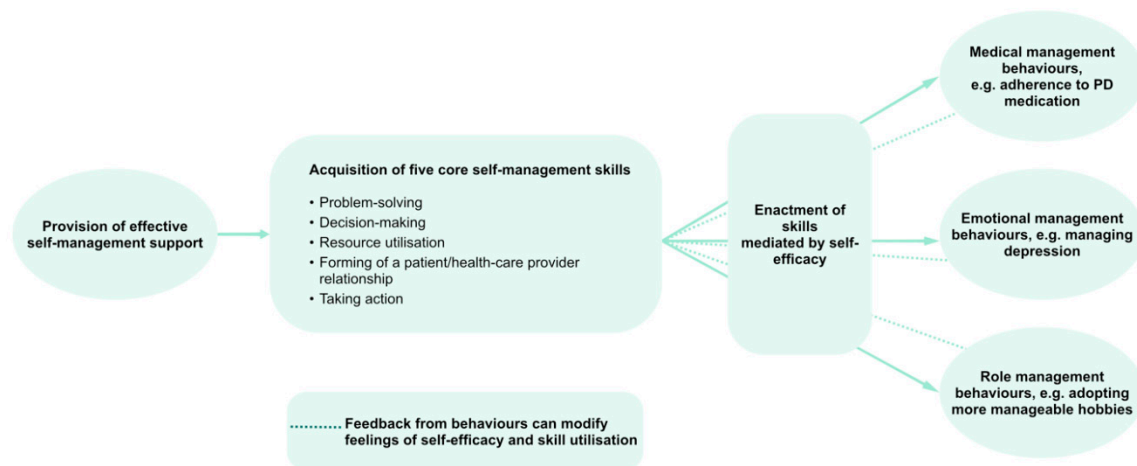 Provision of effective
self-management support
Acquisition of five core self-management skills
• Problem-solving
• Decision-making
• Resource utilisation
• Forming of a patient/health-care provider
relationship
• Taking action
Enactment of
skills
mediated by self-
efficacy
Medical management
behaviours,
e.g. adherence to PD
medication
Emotional management
behaviours, e.g. managing
depression
Role management
behaviours, e.g. adopting
more manageable hobbies
Feedback from behaviours can modify
feelings of self-efficacy and skill utilisation